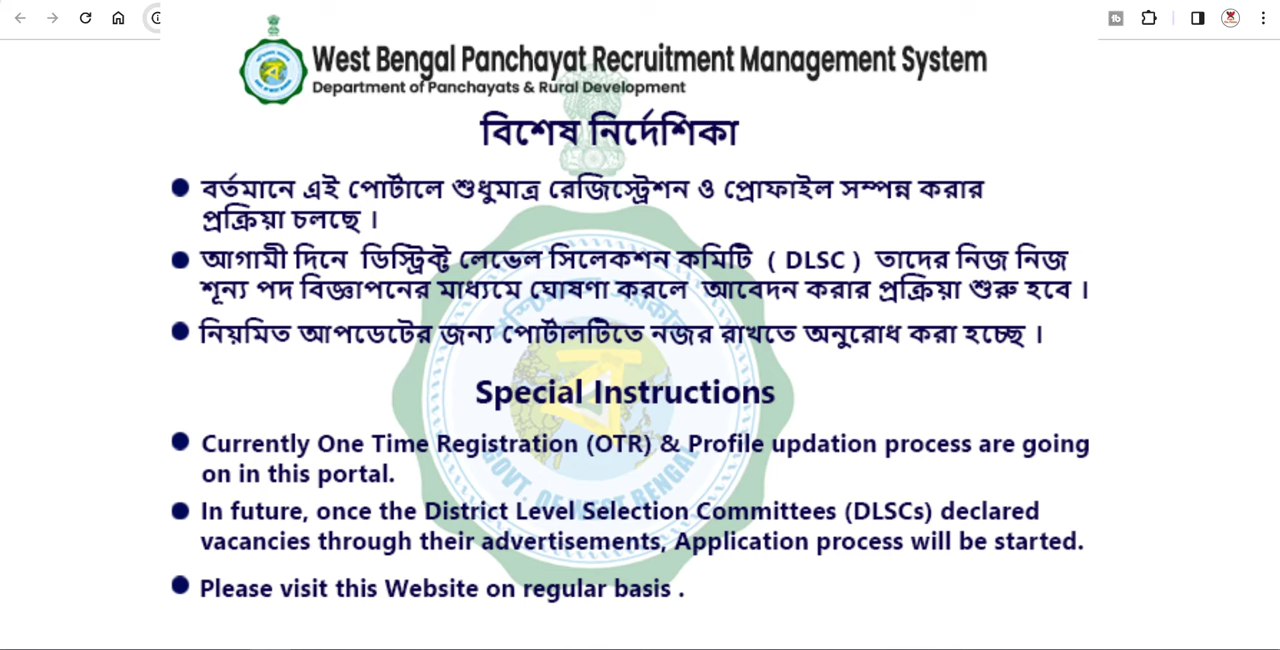 West Bengal Panchayat Recruitment Management System
Department of Panchayats & Rural Development
বিশেষ নির্দেশিকা
বর্তমানে এই পোর্টালে শুধুমাত্র রেজিস্ট্রেশন ও প্রোফাইল সম্পন্ন করার
প্রক্রিয়া চলছে ।
আগামী দিনে ডিস্ট্রিক্ট লেভেল সিলেকশন কমিটি ( DLSC ) তাদের নিজ নিজ
শূন্য পদ বিজ্ঞাপনের মাধ্যমে ঘোষণা করলে আবেদন করার প্রক্রিয়া শুরু হবে ।
নিয়মিত আপডেটের জন্য পোর্টালটিতে নজর রাখতে অনুরোধ করা হচ্ছে ।
Special Instructions
Currently One Time Registration (OTR) & Profile updation process are going
on in this portal.
In future, once the District Level Selection Committees (DLSCs) declared
vacancies through their advertisements, Application process will be started.
Please visit this Website on regular basis .
GOVT. OF WEST BENGAL
ব